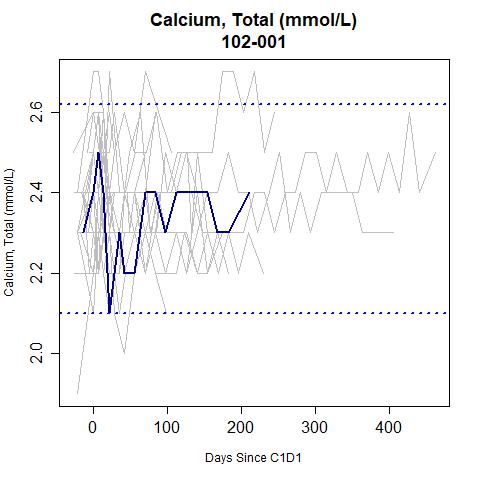 Calcium, Total (mmol/L)
102-001
Calcium, Total (mmol/L)
2.6
2.4
2.2
2.0
0 100 200 300 400
Days Since C1D1